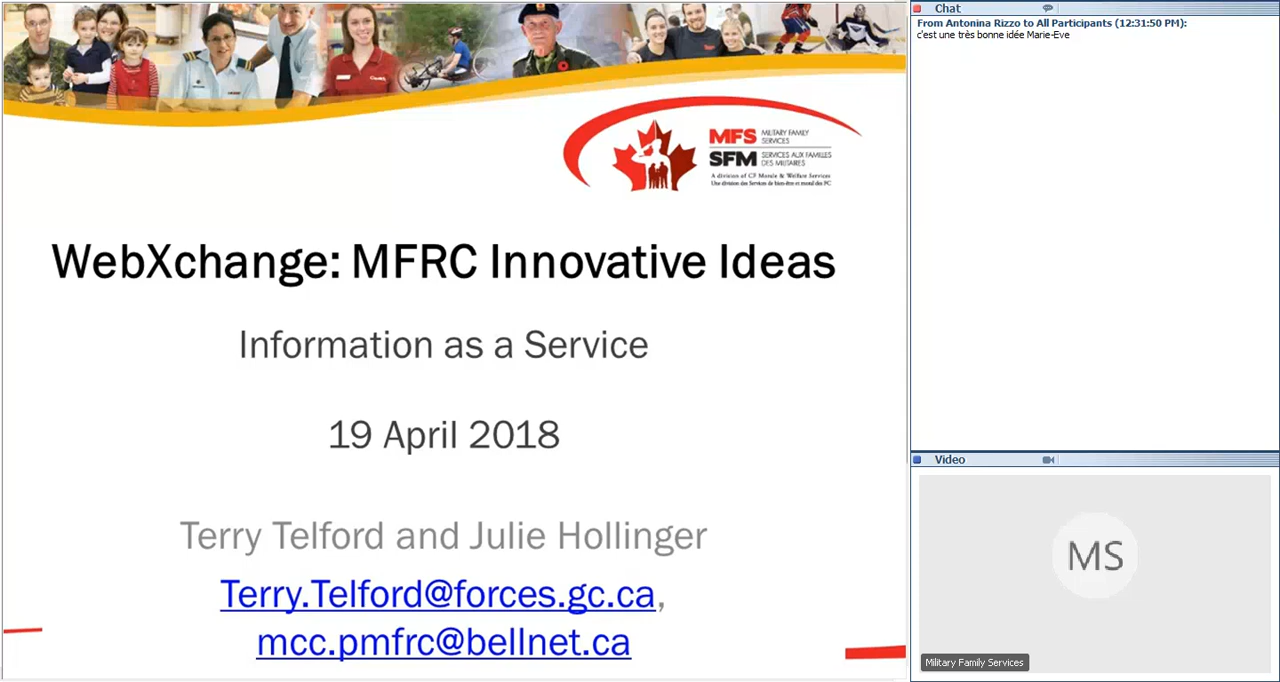 MFS MILITARY FAMILY SERVICES
SFM SERVICES AUX FAMILLES DES MILITAIRES
A division of CF Morale & Welfare Services
Une division des Services de bien-être et moral des FC
WebXchange: MFRC Innovative Ideas
Information as a Service
19 April 2018
Terry Telford and Julie Hollinger
Terry.Telford@forces.gc.ca,
mcc.pmfrc@bellnet.ca
Chat
From Antonina Rizzo to All Participants (12:31:50 PM):
c'est une très bonne idée Marie-Eve
Video
MS
Military Family Services